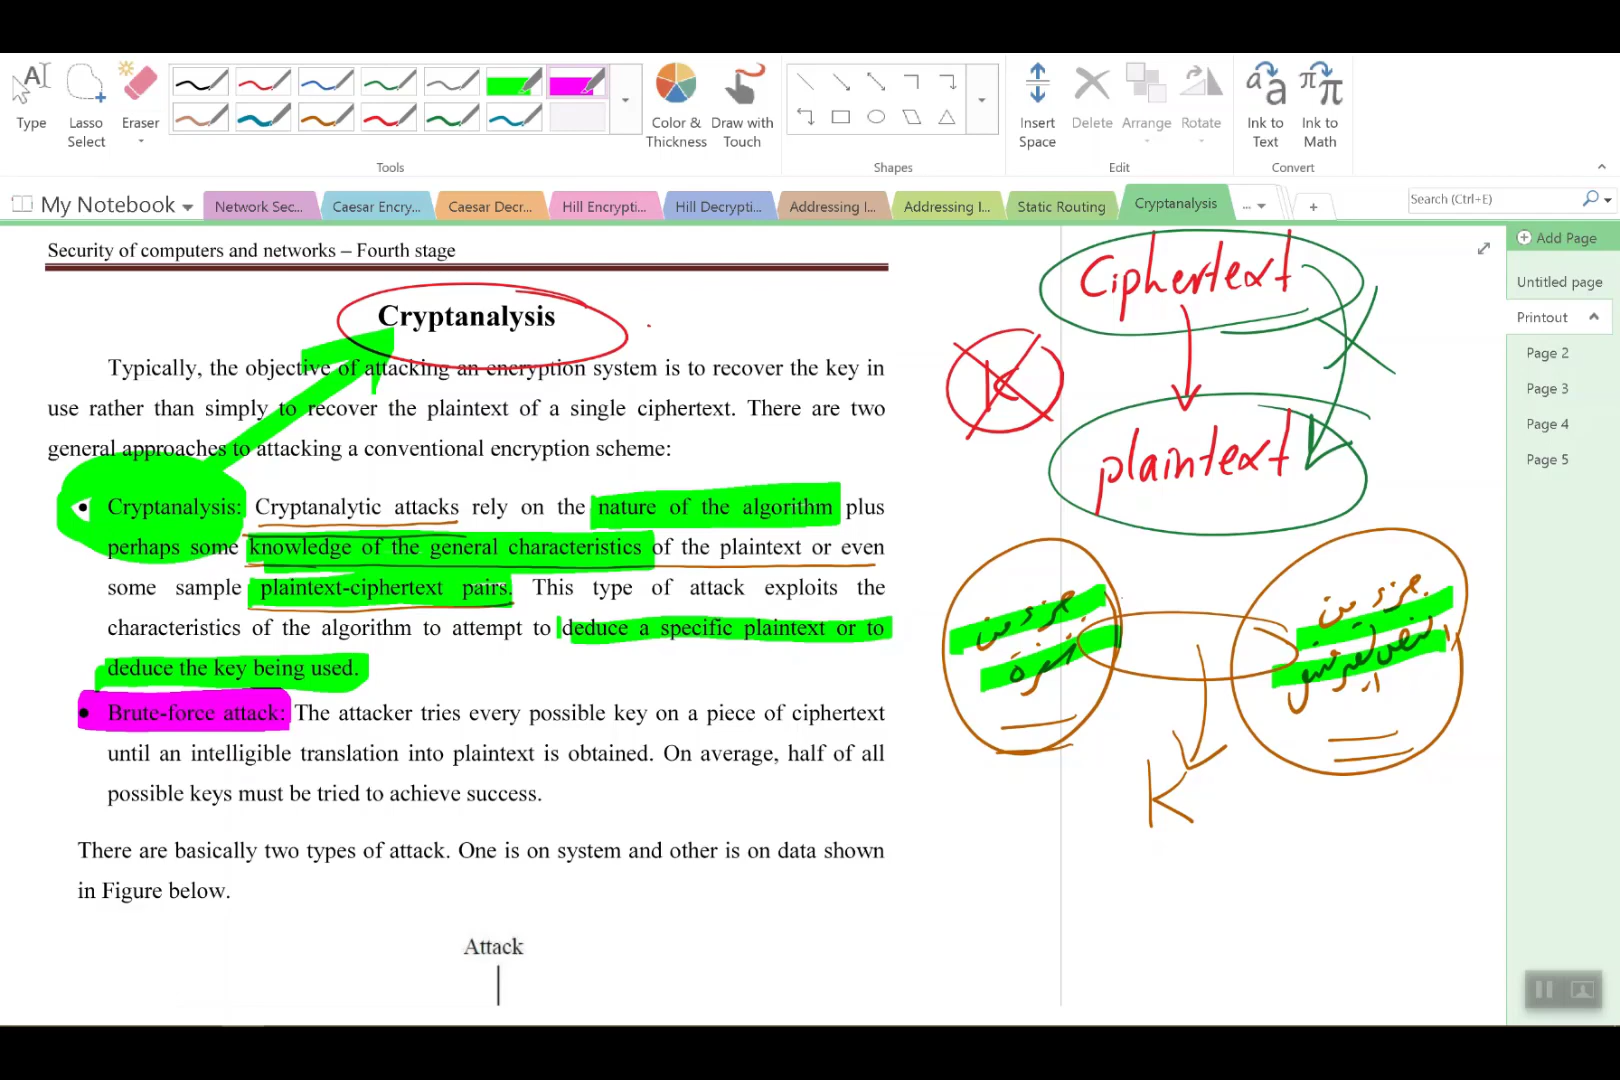 Type
Lasso
Select
Eraser
Color &
Thickness
Draw with
Touch
Insert
Space
Delete
Arrange
Rotate
Ink to
Text
Ink to
Math
Tools
Shapes
Edit
Convert
My Notebook
Network Sec...
Caesar Encry...
Caesar Decr...
Hill Encrypti...
Hill Decrypti...
Addressing I...
Addressing I...
Static Routing
Cryptanalysis
...
Search (Ctrl+E)
Add Page
Untitled page
Printout
Page 2
Page 3
Page 4
Page 5
Security of computers and networks – Fourth stage
Cryptanalysis
Typically, the objective of attacking an encryption system is to recover the key in
use rather than simply to recover the plaintext of a single ciphertext. There are two
general approaches to attacking a conventional encryption scheme:
• Cryptanalysis: Cryptanalytic attacks rely on the nature of the algorithm plus
perhaps some knowledge of the general characteristics of the plaintext or even
some sample plaintext-ciphertext pairs. This type of attack exploits the
characteristics of the algorithm to attempt to deduce a specific plaintext or to
deduce the key being used.
• Brute-force attack: The attacker tries every possible key on a piece of ciphertext
until an intelligible translation into plaintext is obtained. On average, half of all
possible keys must be tried to achieve success.
There are basically two types of attack. One is on system and other is on data shown
in Figure below.
Attack
Ciphertext
K
plaintext
جزء من
جزء من
النص
K